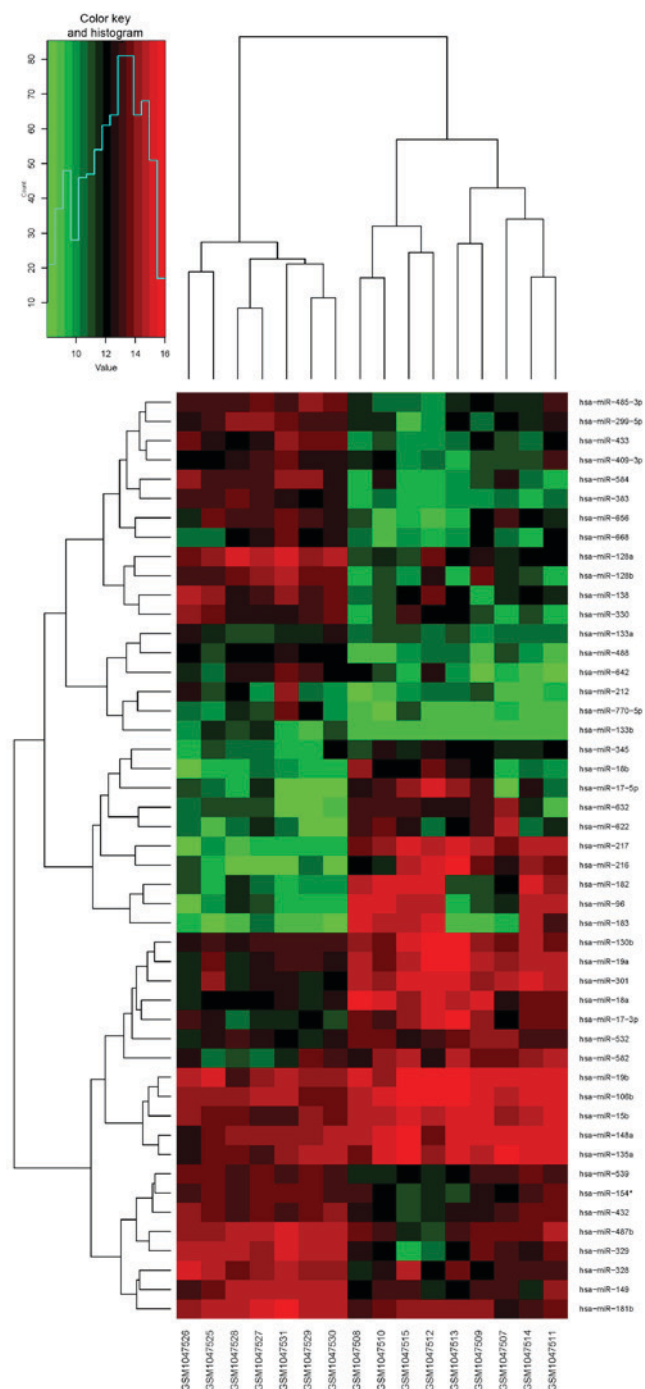 Color key
and histogram
80
70
60
50
40
30
20
10
Count
10 12 14 16
Value
hsa-miR-485-3p
hsa-miR-299-5p
hsa-miR-433
hsa-miR-409-3p
hsa-miR-584
hsa-miR-383
hsa-miR-656
hsa-miR-668
hsa-miR-128a
hsa-miR-128b
hsa-miR-138
hsa-miR-330
hsa-miR-133a
hsa-miR-488
hsa-miR-642
hsa-miR-212
hsa-miR-770-5p
hsa-miR-133b
hsa-miR-345
hsa-miR-18b
hsa-miR-17-5p
hsa-miR-632
hsa-miR-622
hsa-miR-217
hsa-miR-216
hsa-miR-182
hsa-miR-96
hsa-miR-183
hsa-miR-130b
hsa-miR-19a
hsa-miR-301
hsa-miR-18a
hsa-miR-17-3p
hsa-miR-532
hsa-miR-582
hsa-miR-19b
hsa-miR-106b
hsa-miR-15b
hsa-miR-148a
hsa-miR-135a
hsa-miR-539
hsa-miR-154*
hsa-miR-432
hsa-miR-487b
hsa-miR-329
hsa-miR-328
hsa-miR-149
hsa-miR-181b
GSM1047526
GSM1047525
GSM1047528
GSM1047527
GSM1047531
GSM1047529
GSM1047530
GSM1047508
GSM1047510
GSM1047515
GSM1047512
GSM1047513
GSM1047509
GSM1047507
GSM1047514
GSM1047511